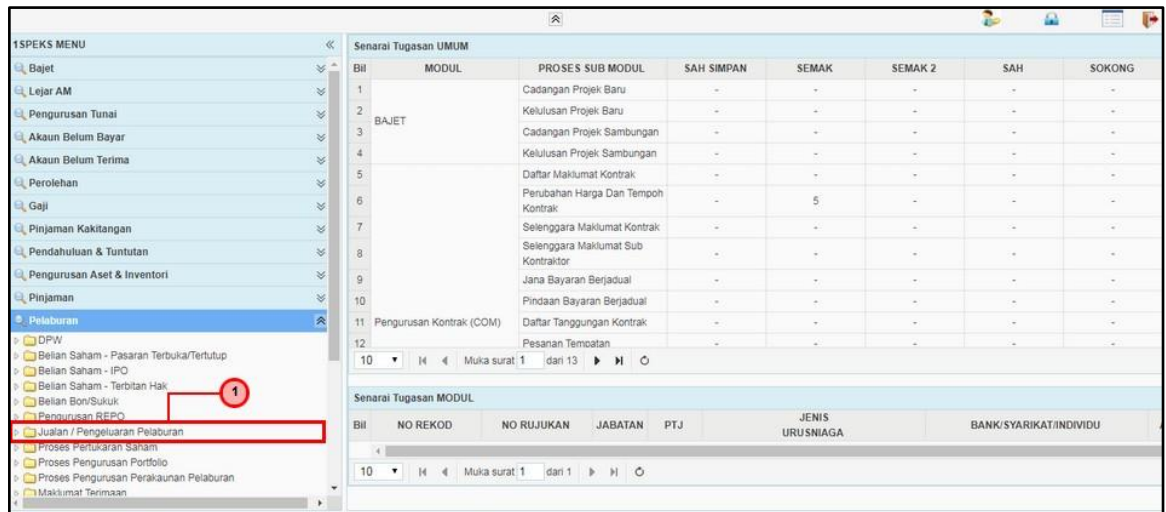 1SPEKS MENU
Bajet
Lejar AM
Pengurusan Tunai
Akaun Belum Bayar
Akaun Belum Terima
Perolehan
Gaji
Pinjaman Kakitangan
Pendahuluan & Tuntutan
Pengurusan Aset & Inventori
Pinjaman
Pelaburan
DPW
Belian Saham - Pasaran Terbuka/Tertutup
Belian Saham - IPO
Belian Saham - Terbitan Hak
Belian Bon/Sukuk
Pengurusan REPO
Jualan / Pengeluaran Pelaburan
Proses Pertukaran Saham
Proses Pengurusan Portfolio
Proses Pengurusan Perakaunan Pelaburan
Maklumat Terimaan
1
Senarai Tugasan UMUM
Bil MODUL PROSES SUB MODUL SAH SIMPAN SEMAK SEMAK 2 SAH SOKONG
1 Cadangan Projek Baru - - - - -
2 Kelulusan Projek Baru - - - - -
BAJET
3 Cadangan Projek Sambungan - - - - -
4 Kelulusan Projek Sambungan - - - - -
5 Daftar Maklumat Kontrak - - - - -
6 Perubahan Harga Dan Tempoh Kontrak - 5 - - -
7 Selenggara Maklumat Kontrak - - - - -
8 Selenggara Maklumat Sub Kontraktor - - - - -
9 Jana Bayaran Berjadual - - - - -
10 Pindaan Bayaran Berjadual - - - - -
11 Pengurusan Kontrak (COM) Daftar Tanggungan Kontrak - - - - -
12 Pesanan Tempatan - - - - -
10 Muka surat 1 dari 13
Senarai Tugasan MODUL
Bil NO REKOD NO RUJUKAN JABATAN PTJ JENIS URUSNIAGA BANK/SYARIKAT/INDIVIDU
10 Muka surat 1 dari 1